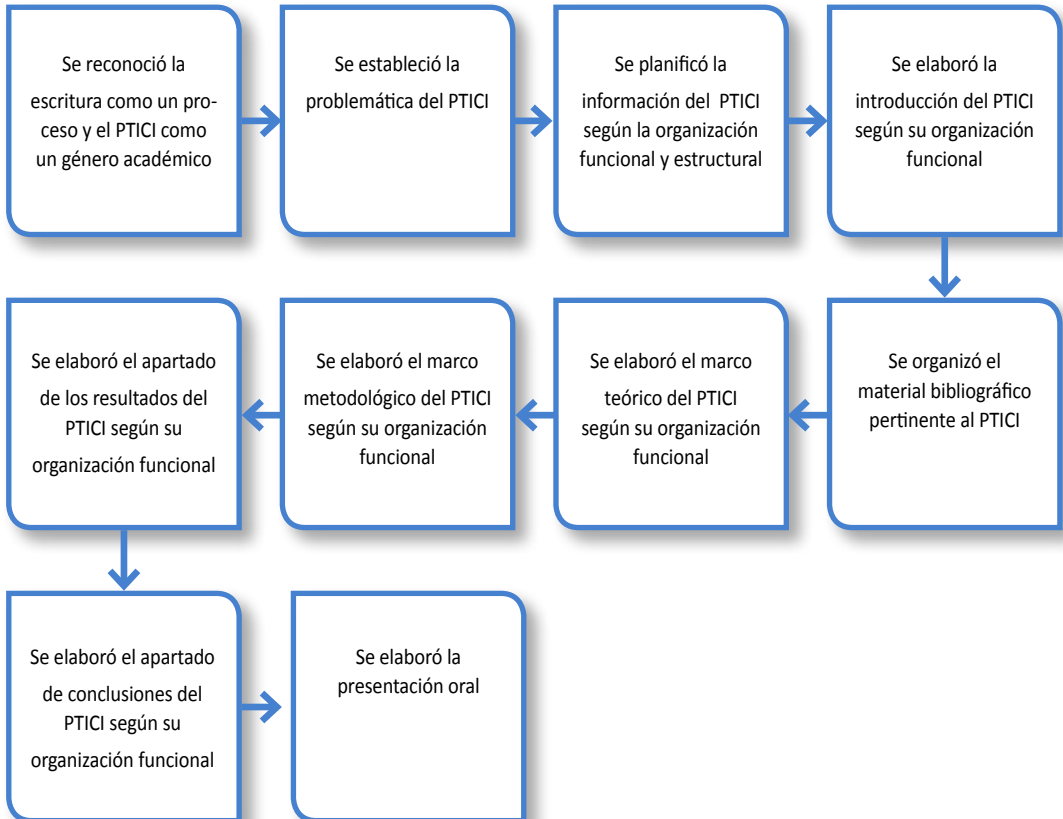 Se reconoció la
escritura como un pro-
ceso y el PTICI como
un género académico
Se estableció la
problemática del PTICI
Se planificó la
información del PTICI
según la organización
funcional y estructural
Se elaboró la
introducción del PTICI
según su organización
funcional
Se organizó el
material bibliográfico
pertinente al PTICI
Se elaboró el marco
teórico del PTICI
según su organización
funcional
Se elaboró el marco
metodológico del PTICI
según su organización
funcional
Se elaboró el apartado
de los resultados del
PTICI según su
organización funcional
Se elaboró el apartado
de conclusiones del
PTICI según su
organización funcional
Se elaboró la
presentación oral